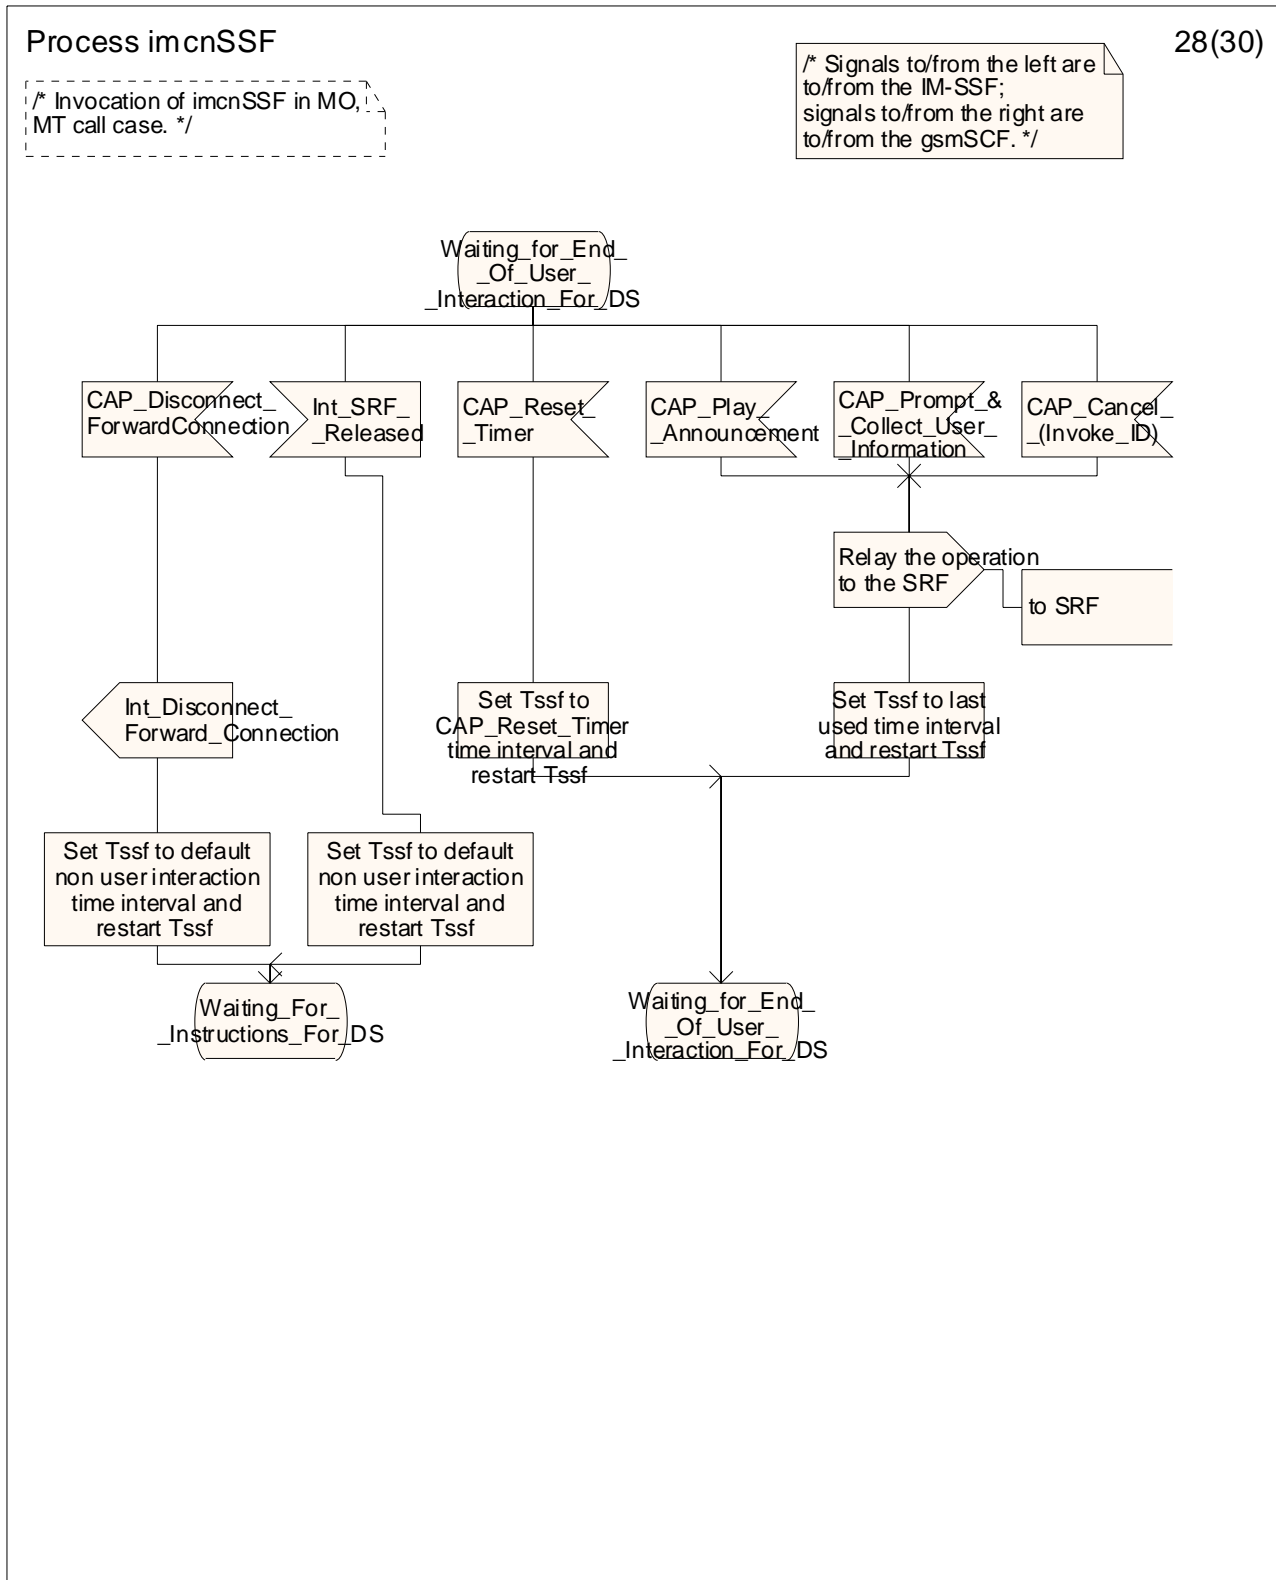 Process imcnSSF
28(30)
/* Invocation of imcnSSF in MO,
MT call case. */
/* Signals to/from the left are
to/from the IM-SSF;
signals to/from the right are
to/from the gsmSCF. */
Waiting_for_End_
_Of_User_
_Interaction_For_DS
CAP_Disconnect_
ForwardConnection
Int_SRF_
_Released
CAP_Reset_
_Timer
CAP_Play_
_Announcement
CAP_Prompt_&
_Collect_User_
_Information
CAP_Cancel_
_(Invoke_ID)
Relay the operation
to the SRF
to SRF
Int_Disconnect_
Forward_Connection
Set Tssf to
CAP_Reset_Timer
time interval and
restart Tssf
Set Tssf to last
used time interval
and restart Tssf
Set Tssf to default
non user interaction
time interval and
restart Tssf
Set Tssf to default
non user interaction
time interval and
restart Tssf
Waiting_For_
_Instructions_For_DS
Waiting_for_End_
_Of_User_
_Interaction_For_DS